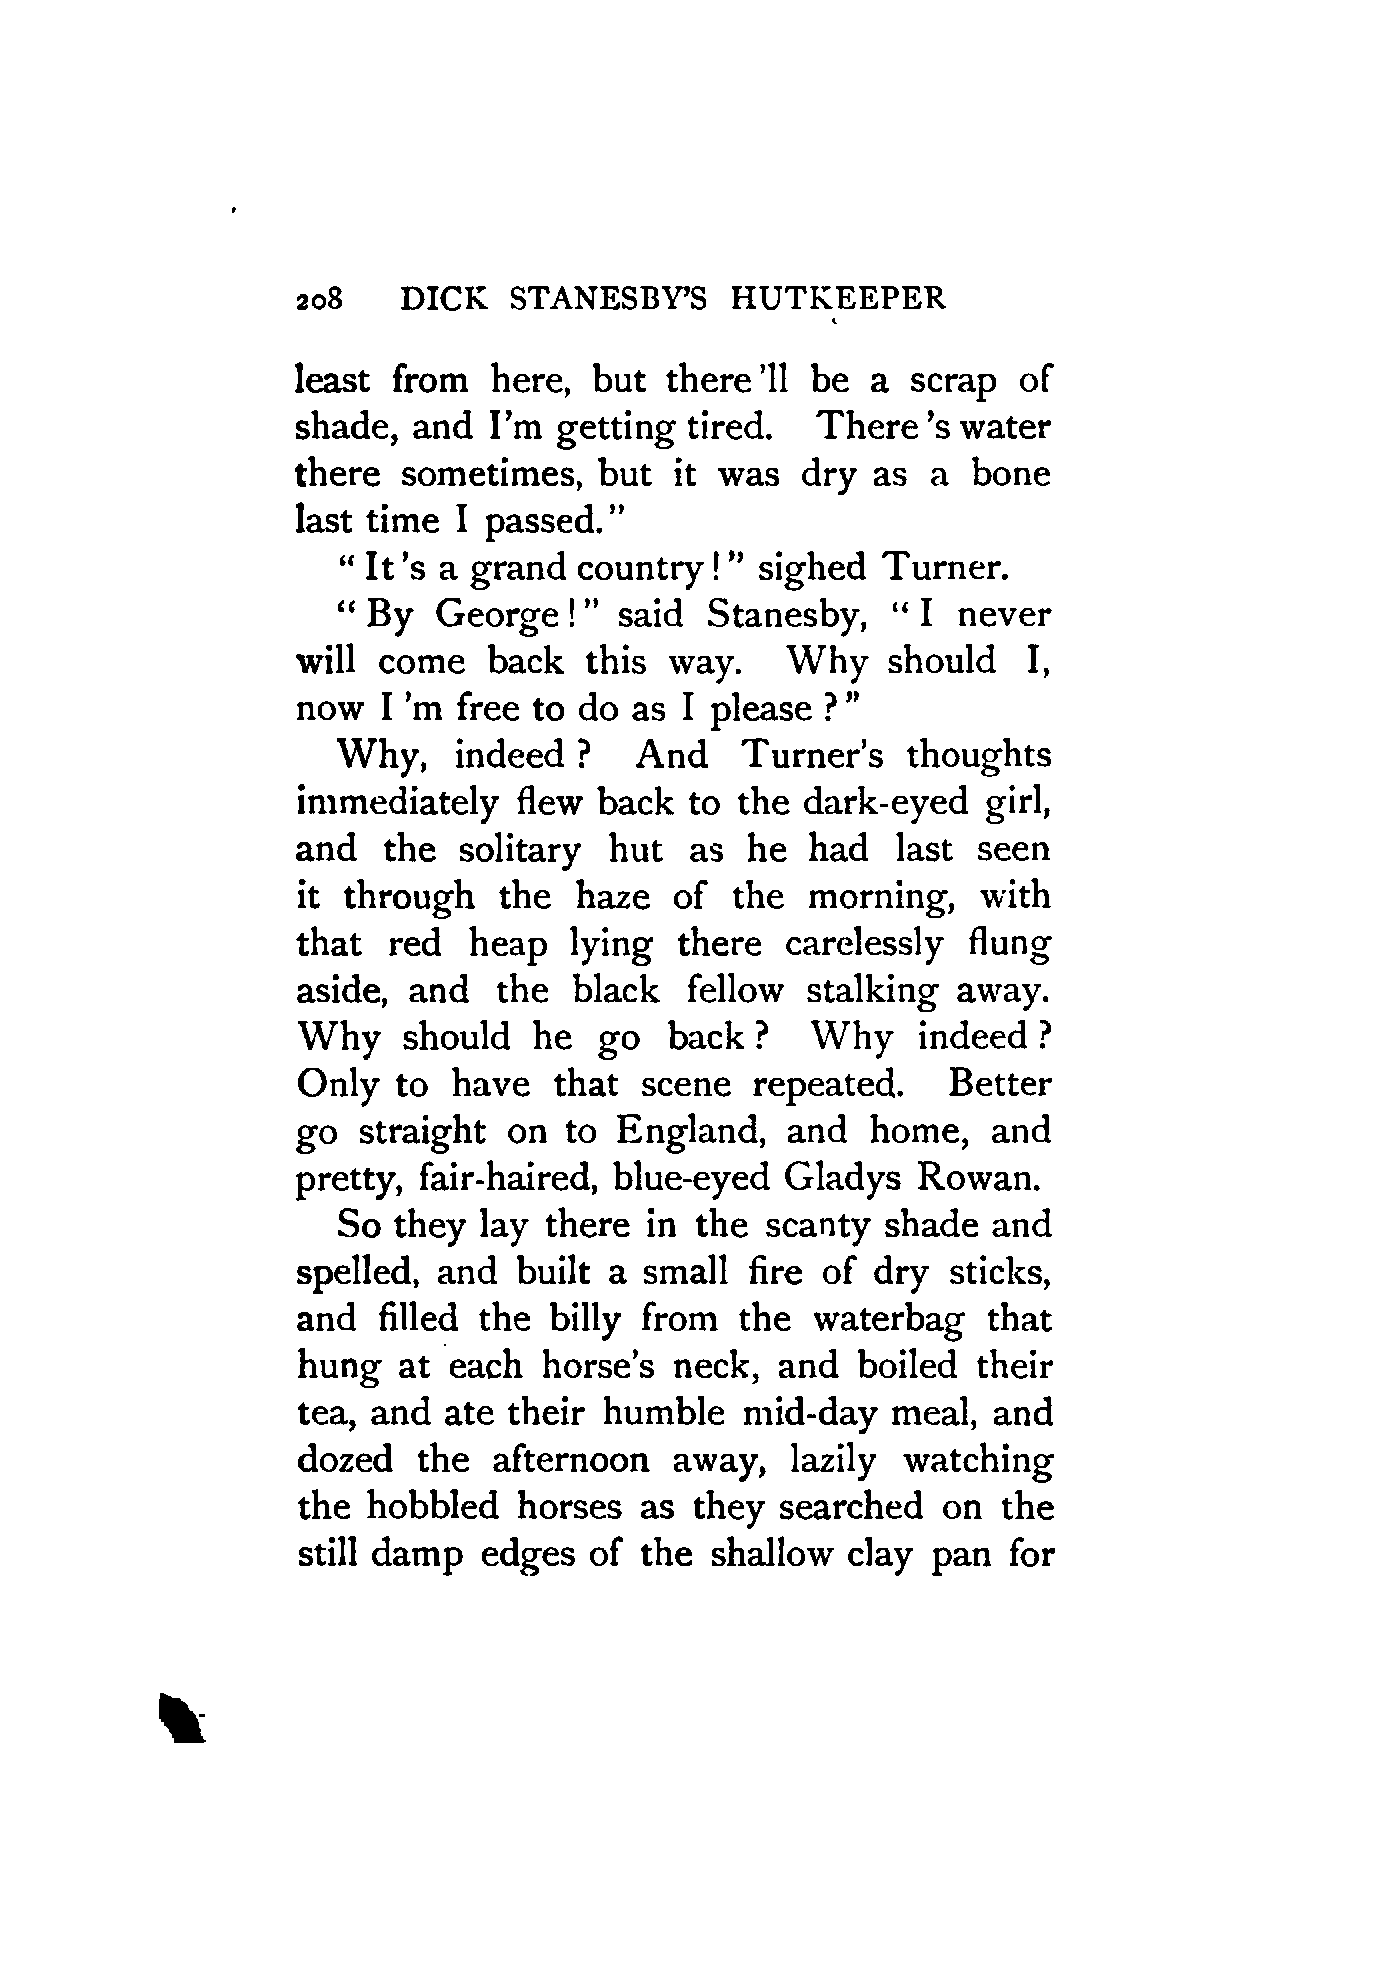 208 DICK STANESBY'S HUTKEEPER
least from here, but there'll be a scrap of
shade, and I'm getting tired. There's water
there sometimes, but it was dry as a bone
last time I passed."
"It's a grand country!" sighed Turner.
"By George!" said Stanesby, "I never
will come back this way. Why should I,
now I'm free to do as I please?"
Why, indeed? And Turner's thoughts
immediately flew back to the dark-eyed girl,
and the solitary hut as he had last seen
it through the haze of the morning, with
that red heap lying there carelessly flung
aside, and the black fellow stalking away.
Why should he go back? Why indeed?
Only to have that scene repeated. Better
go straight on to England, and home, and
pretty, fair-haired, blue-eyed Gladys Rowan.
So they lay there in the scanty shade and
spelled, and built a small fire of dry sticks,
and filled the billy from the waterbag that
hung at each horse's neck, and boiled their
tea, and ate their humble mid-day meal, and
dozed the afternoon away, lazily watching
the hobbled horses as they searched on the
still damp edges of the shallow clay pan for